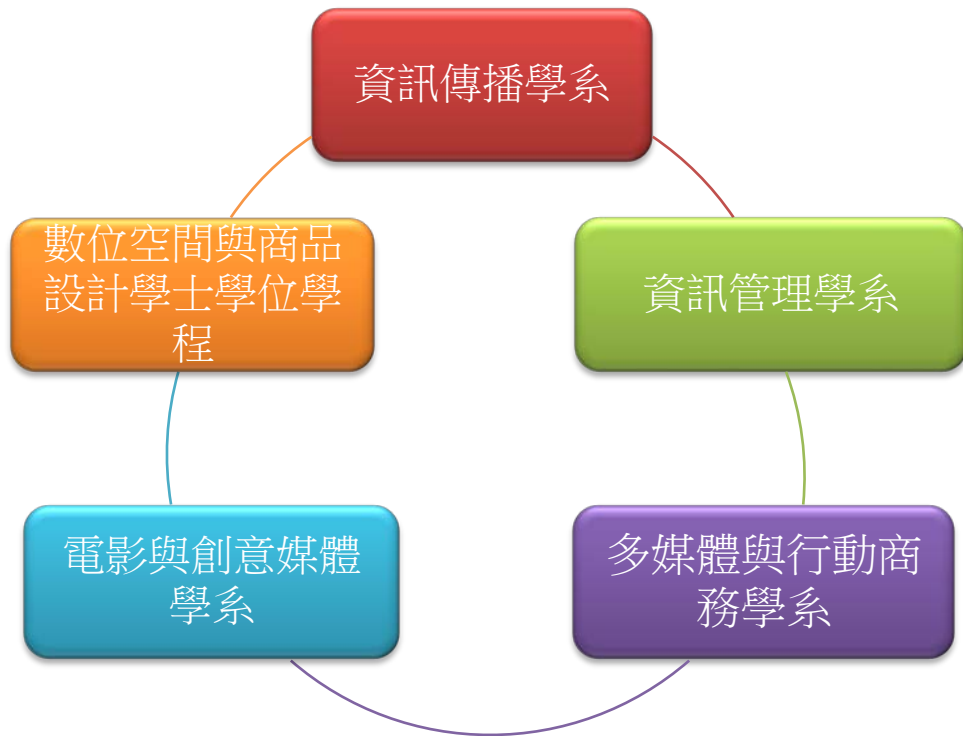 資訊傳播學系
數位空間與商品
設計學士學位學
程
資訊管理學系
電影與創意媒體
學系
多媒體與行動商
務學系